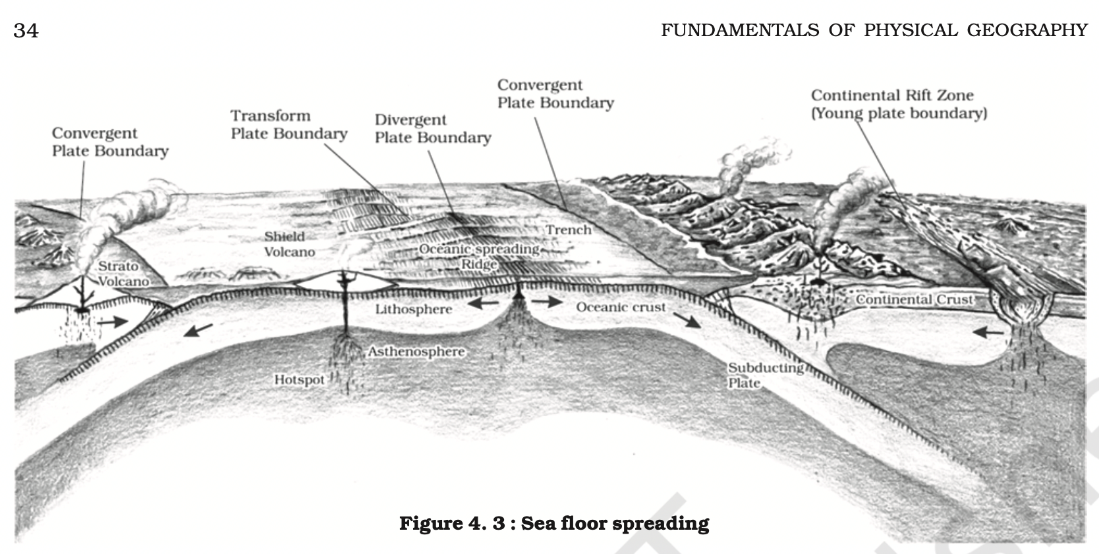 34
FUNDAMENTALS OF PHYSICAL GEOGRAPHY
Convergent
Plate Boundary
Transform
Plate Boundary
Divergent
Plate Boundary
Convergent
Plate Boundary
Continental Rift Zone
(Young plate boundary)
Strato
Volcano
Shield
Volcano
Oceanic spreading
Ridge
Trench
Lithosphere
Oceanic crust
Continental Crust
Asthenosphere
Hotspot
Subducting
Plate
Figure 4. 3 : Sea floor spreading